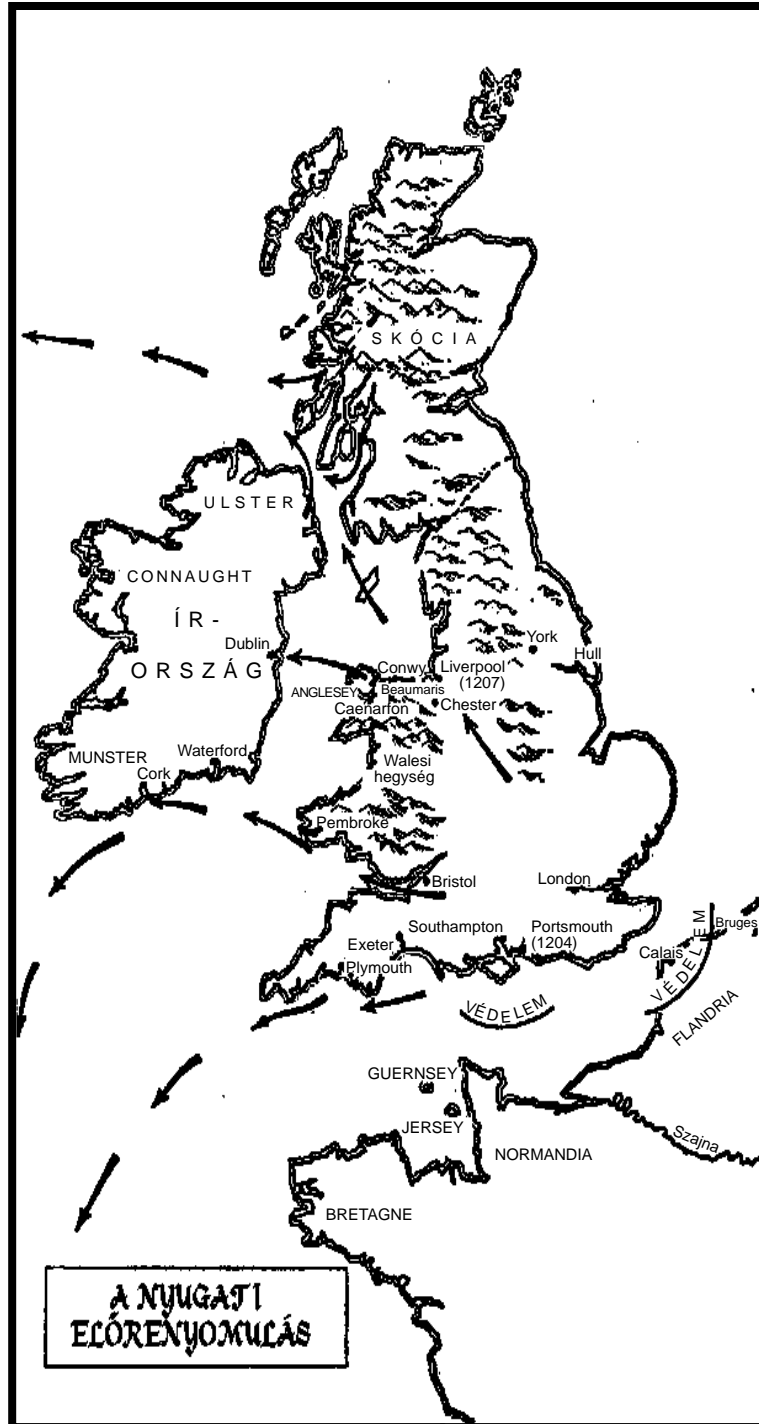 SKÓCIA
ULSTER
CONNAUGHT
ÍR-
ORSZÁG
Dublin
York
Hull
Conwy
Liverpool
(1207)
ANGLESEY
Beaumaris
Chester
Caenarfon
MUNSTER
Waterford
Cork
Walesi
hegység
Pembroke
Bristol
London
Southampton
Portsmouth
(1204)
Exeter
Plymouth
Bruges
Calais
VÉDELEM
VÉDELEM
FLANDRIA
GUERNSEY
JERSEY
NORMANDIA
Szajna
BRETAGNE
A NYUGATI
ELŐRENYOMULÁS